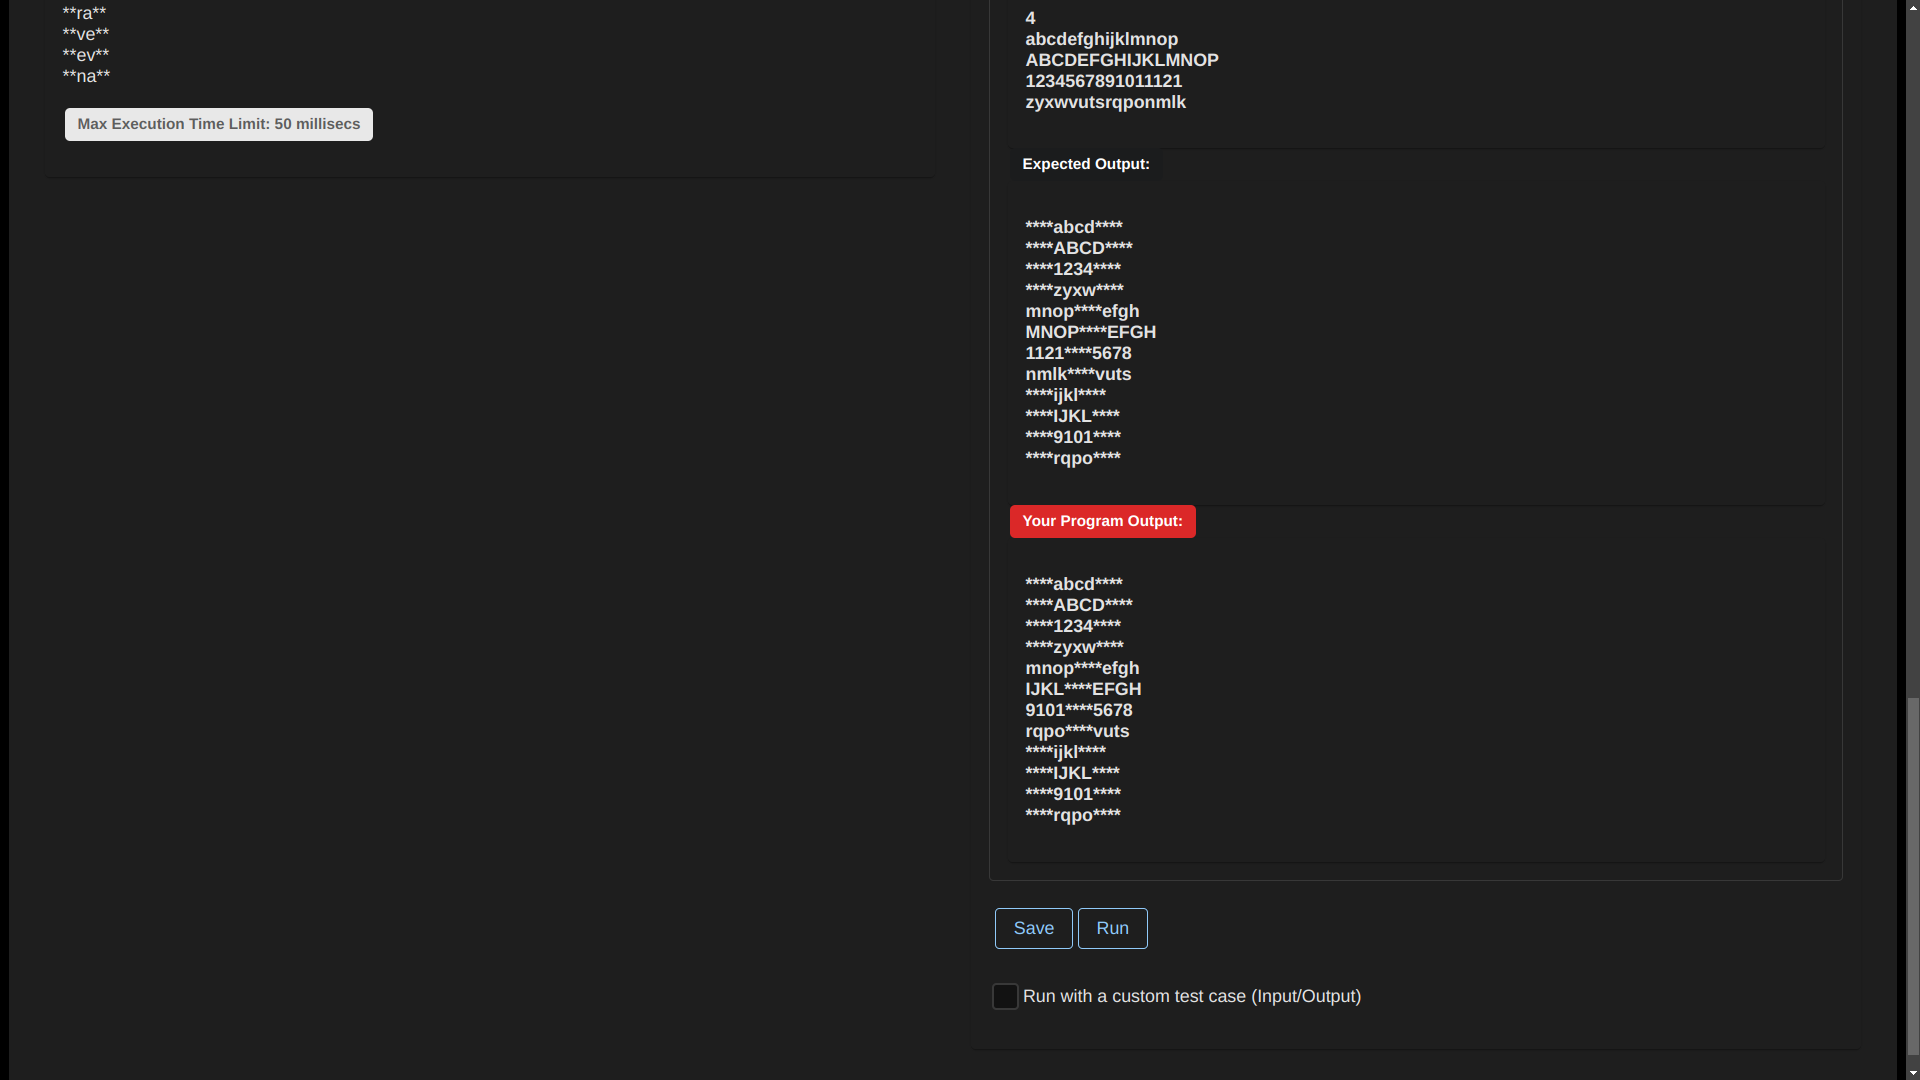 **ra**
**ve**
**ev**
**na**
Max Execution Time Limit: 50 millisecs
4
abcdefghijklmnop
ABCDEFGHIJKLMNOP
1234567891011121
zyxwvutsrqponmlk
Expected Output:
****abcd****
****ABCD****
****1234****
****zyxw****
mnop****efgh
MNOP****EFGH
1121****5678
nmlk****vuts
****ijkl****
****IJKL****
****9101****
****rqpo****
Your Program Output:
****abcd****
****ABCD****
****1234****
****zyxw****
mnop****efgh
IJKL****EFGH
9101****5678
rqpo****vuts
****ijkl****
****IJKL****
****9101****
****rqpo****
Save Run
Run with a custom test case (Input/Output)